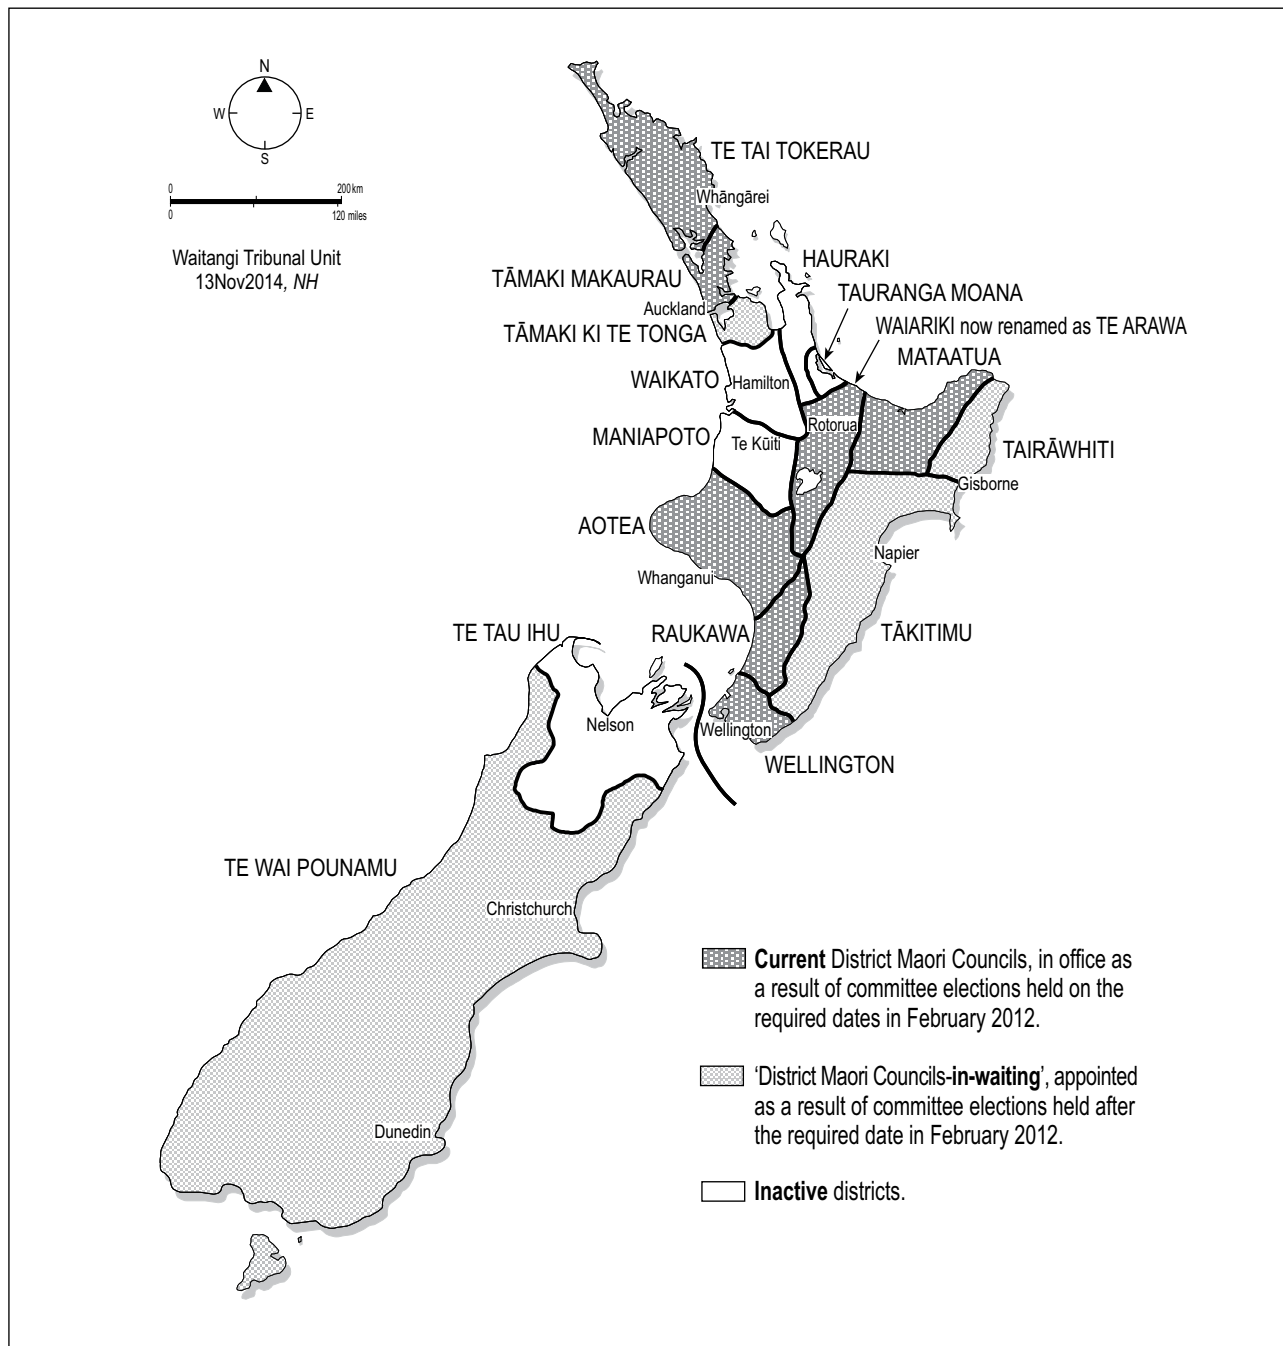 N
W
E
S
0
200 km
0
120 miles
Waitangi Tribunal Unit
13Nov2014, NH
TE TAI TOKERAU
Whāngārei
HAURAKI
TĀMAKI MAKAURAU
TAURANGA MOANA
Auckland
WAIARIKI now renamed as TE ARAWA
TĀMAKI KI TE TONGA
MATAATUA
WAIKATO
Hamilton
Rotorua
MANIAPOTO
Te Kūiti
TAIRĀWHITI
Gisborne
AOTEA
Napier
Whanganui
TE TAU IHU
RAUKAWA
TĀKITIMU
Nelson
Wellington
WELLINGTON
TE WAI POUNAMU
Christchurch
Dunedin
Current District Maori Councils, in office as
a result of committee elections held on the
required dates in February 2012.
‘District Maori Councils-in-waiting’, appointed
as a result of committee elections held after
the required date in February 2012.
Inactive districts.